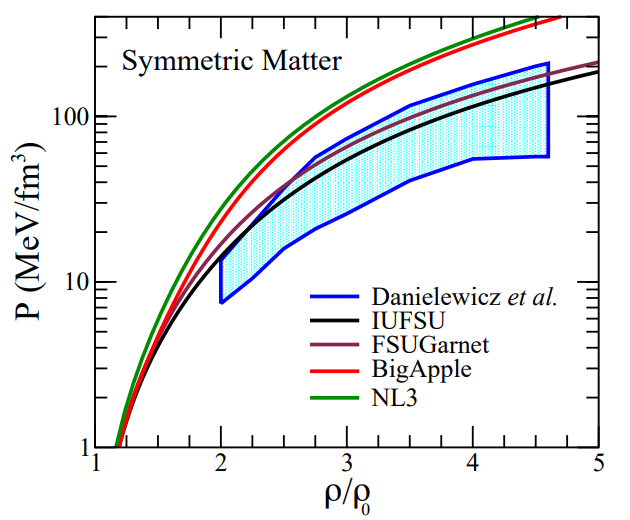 Symmetric Matter
P (MeV/fm³)
100
10
1
Danielewicz et al.
IUFSU
FSUGarnet
BigApple
NL3
1 2 3 4 5
ρ/ρ₀